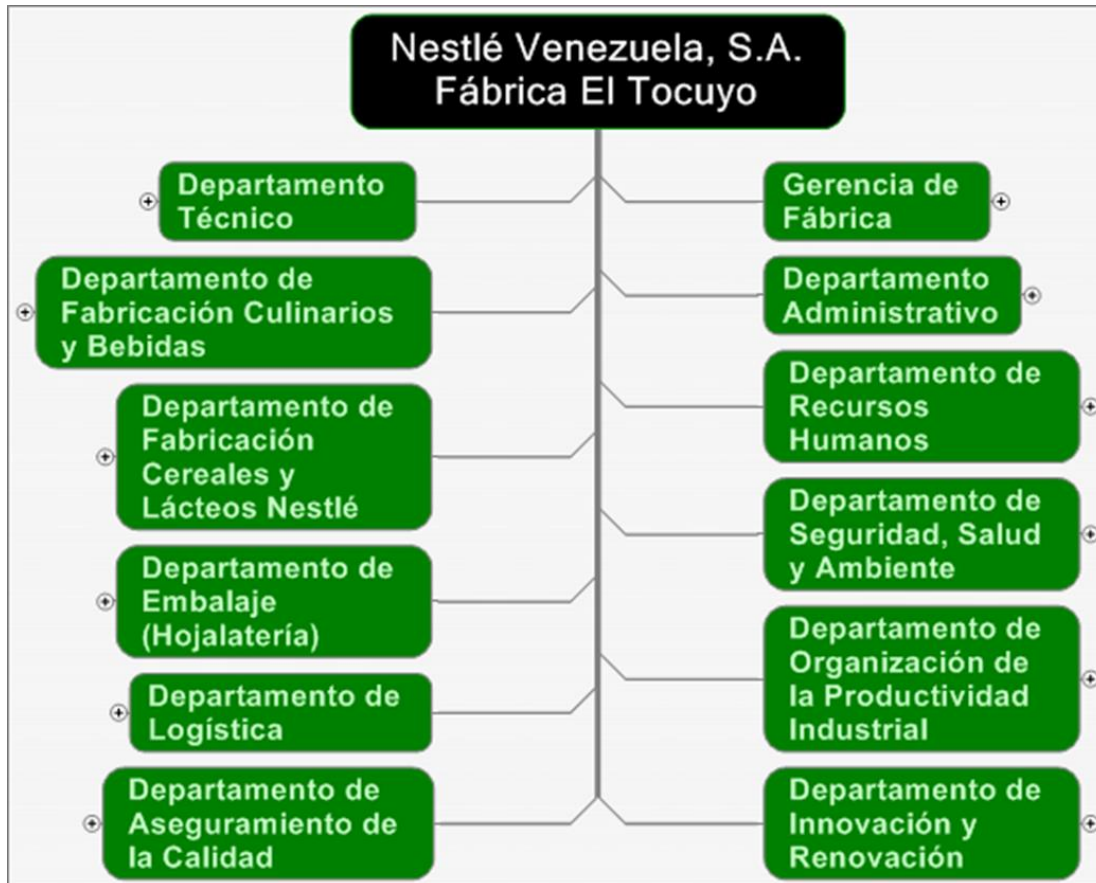 Nestlé Venezuela, S.A.
Fábrica El Tocuyo
Departamento
Técnico
Departamento de
Fabricación Culinarios
y Bebidas
Departamento de
Fabricación
Cereales y
Lácteos Nestlé
Departamento de
Embalaje
(Hojalatería)
Departamento de
Logística
Departamento de
Aseguramiento de
la Calidad
Gerencia de
Fábrica
Departamento
Administrativo
Departamento de
Recursos
Humanos
Departamento de
Seguridad, Salud
y Ambiente
Departamento de
Organización de
la Productividad
Industrial
Departamento de
Innovación y
Renovación